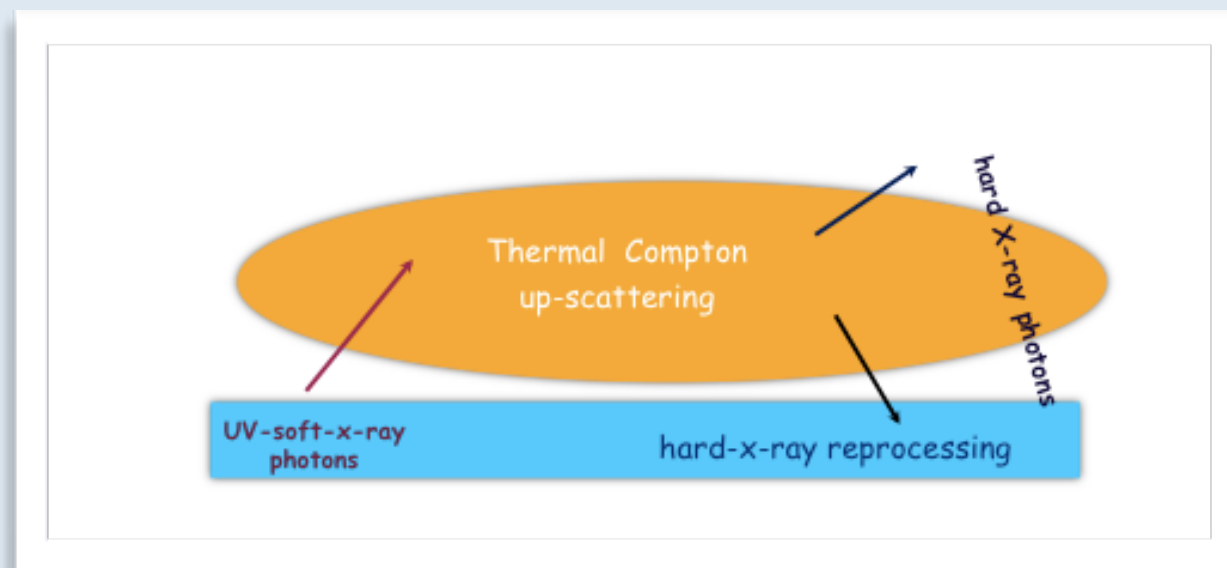 Thermal Compton
up-scattering
hard X-ray photons
UV-soft-x-ray
photons
hard-x-ray reprocessing